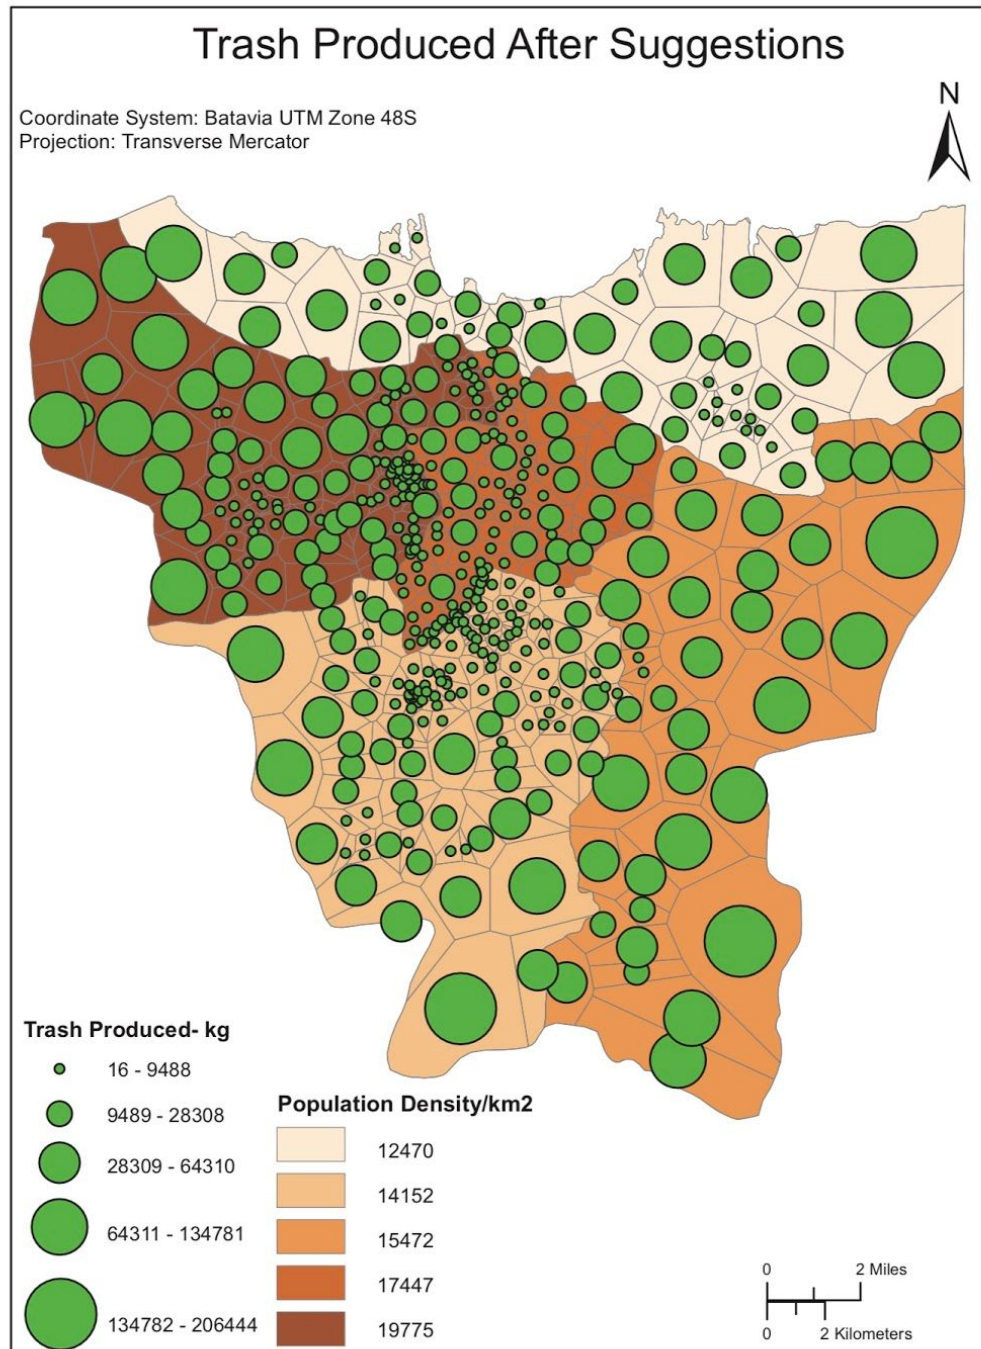 Trash Produced After Suggestions
Coordinate System: Batavia UTM Zone 48S
Projection: Transverse Mercator
N
Trash Produced- kg
16 - 9488
9489 - 28308
28309 - 64310
64311 - 134781
134782 - 206444
Population Density/km2
12470
14152
15472
17447
19775
0 2 Miles
0 2 Kilometers